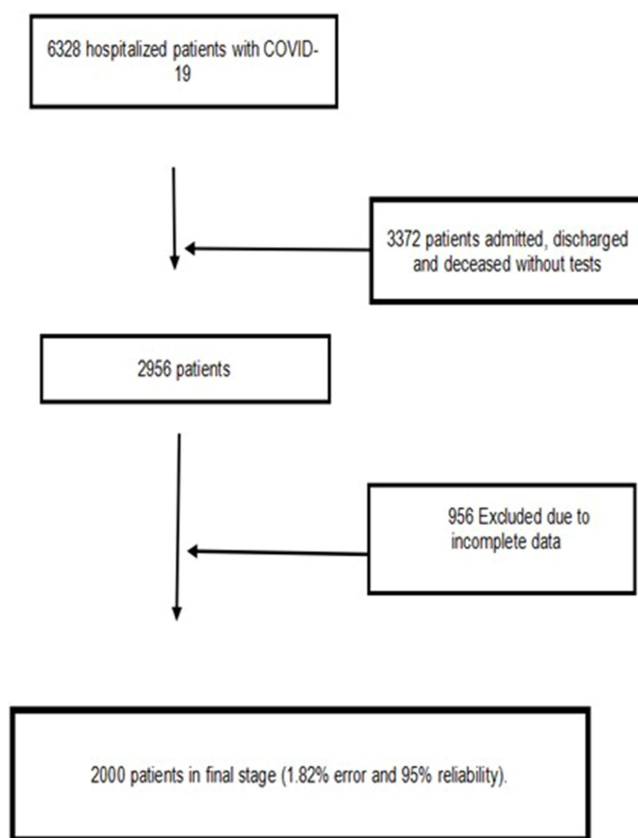 6328 hospitalized patients with COVID-
19
3372 patients admitted, discharged
and deceased without tests
2956 patients
956 Excluded due to
incomplete data
2000 patients in final stage (1.82% error and 95% reliability).